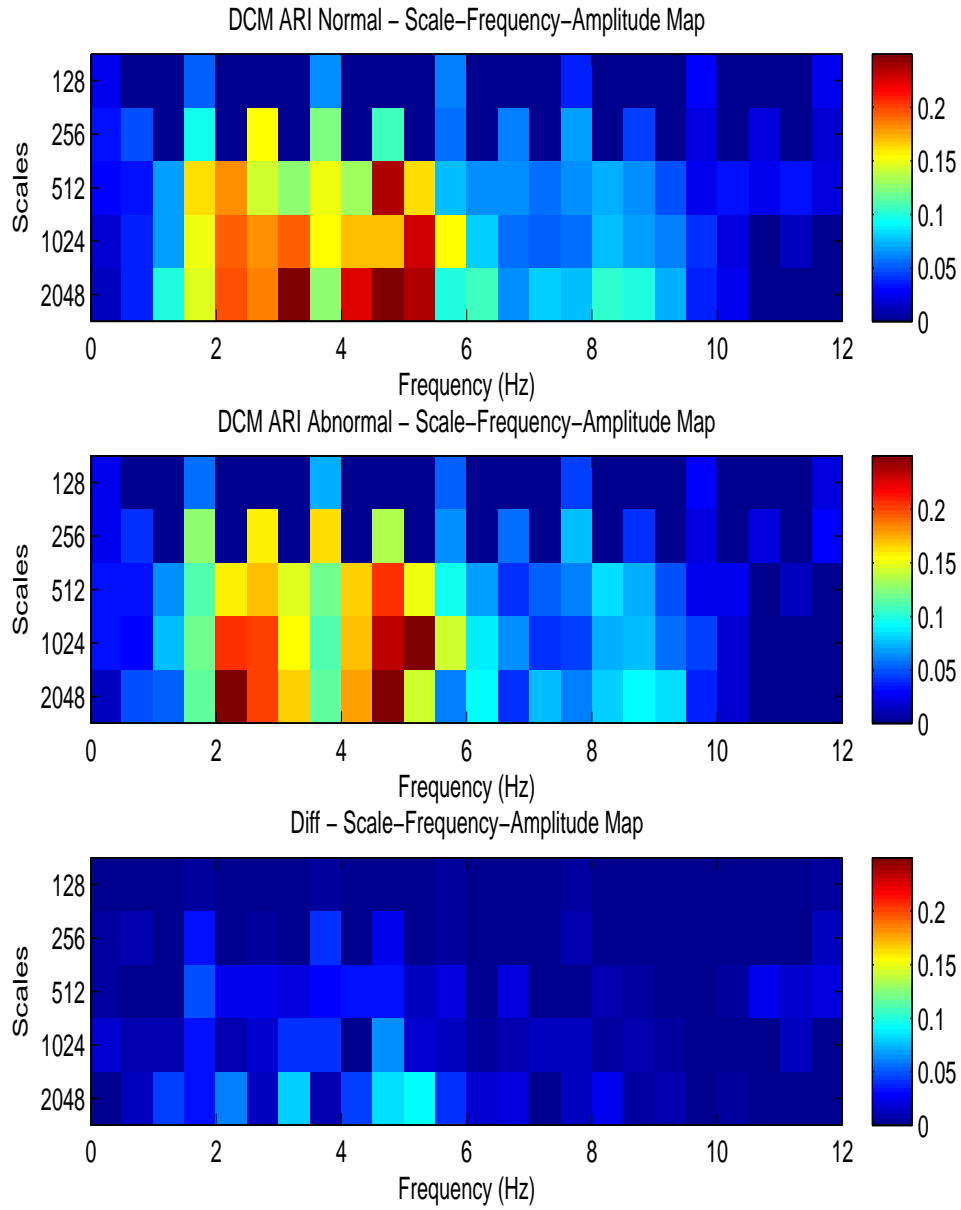 DCM ARI Normal – Scale–Frequency–Amplitude Map
Scales
128
256
512
1024
2048
0 2 4 6 8 10 12
Frequency (Hz)
0.2
0.15
0.1
0.05
0
DCM ARI Abnormal – Scale–Frequency–Amplitude Map
Scales
128
256
512
1024
2048
0 2 4 6 8 10 12
Frequency (Hz)
0.2
0.15
0.1
0.05
0
Diff – Scale–Frequency–Amplitude Map
Scales
128
256
512
1024
2048
0 2 4 6 8 10 12
Frequency (Hz)
0.2
0.15
0.1
0.05
0